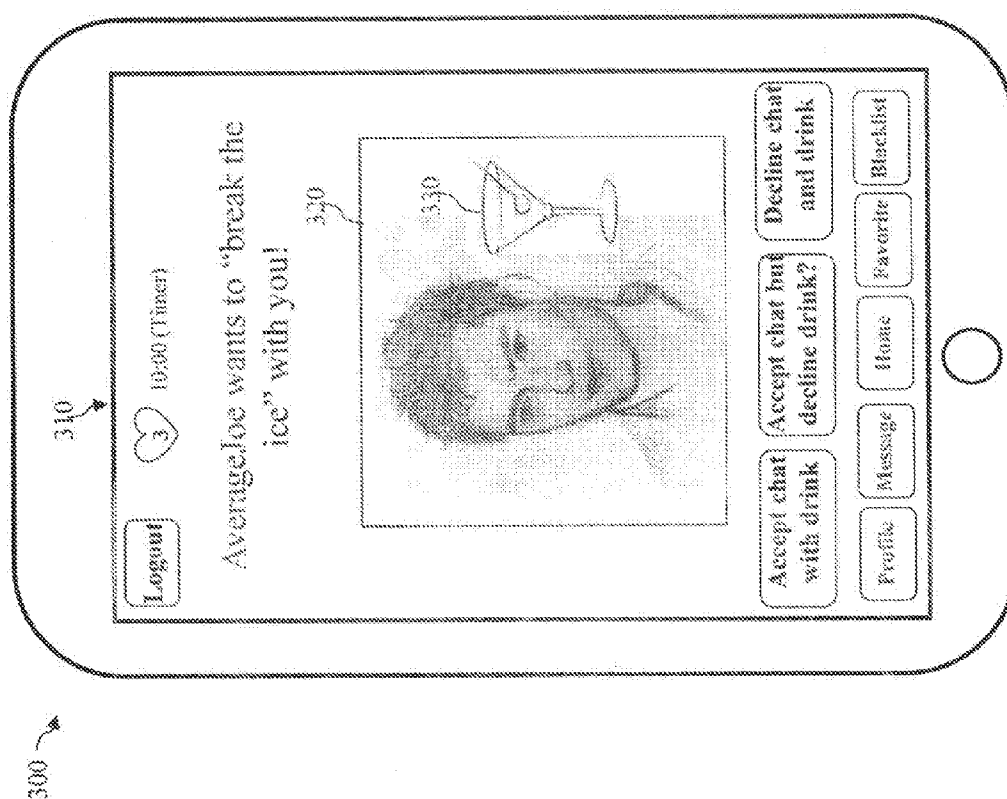 300
310
Logout
3
10:00 (Timer)
AverageJoe wants to “break the
ice” with you!
320
330
Accept chat
with drink
Accept chat but
decline drink?
Decline chat
and drink
Profile
Message
Home
Favorite
Blacklist